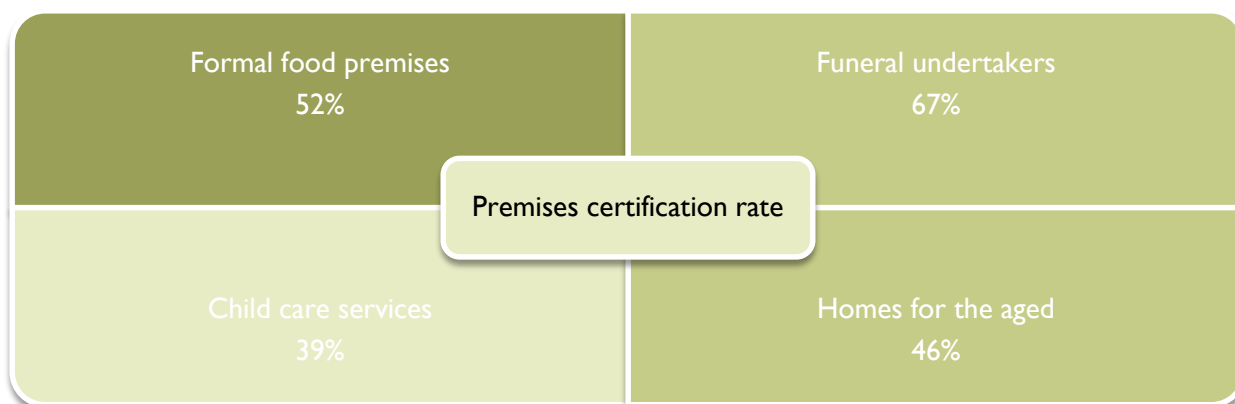 Formal food premises
52%
Funeral undertakers
67%
Premises certification rate
Child care services
39%
Homes for the aged
46%